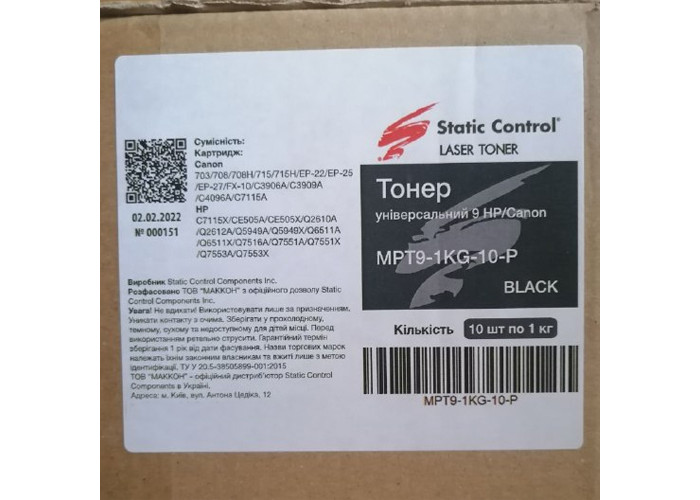 Сумісність:
Картридж:
Canon
703/708/708H/715/715H/EP-22/EP-25
/EP-27/FX-10/C3906A/C3909A
/C4096A/C7115A
HP
C7115X/CE505A/CE505X/Q2610A
/Q2612A/Q5949A/Q5949X/Q6511A
/Q6511X/Q7516A/Q7551A/Q7551X
/Q7553A/Q7553X
02.02.2022
№ 000151
Виробник Static Control Components Inc.
Розфасовано ТОВ "МАККОН" з офіційного дозволу Static
Control Components Inc.
Увага! Не вдихати! Використовувати лише за призначенням.
Уникати контакту з очима. Зберігати у прохолодному,
темному, сухому та недоступному для дітей місці. Перед
використанням ретельно струсити. Гарантійний термін
зберігання 1 рік від дати фасування. Назви торгових марок
належать їхнім законним власникам та вжиті лише з метою
ідентифікації. ТУ У 20.5-38505899-001:2015
ТОВ "МАККОН" - офіційний дистриб'ютор Static Control
Components в Україні.
Адреса: м. Київ, вул. Антона Цедіка, 12
Static Control®
LASER TONER
Тонер
універсальний 9 HP/Canon
MPT9-1KG-10-P
BLACK
Кількість 10 шт по 1 кг
MPT9-1KG-10-P